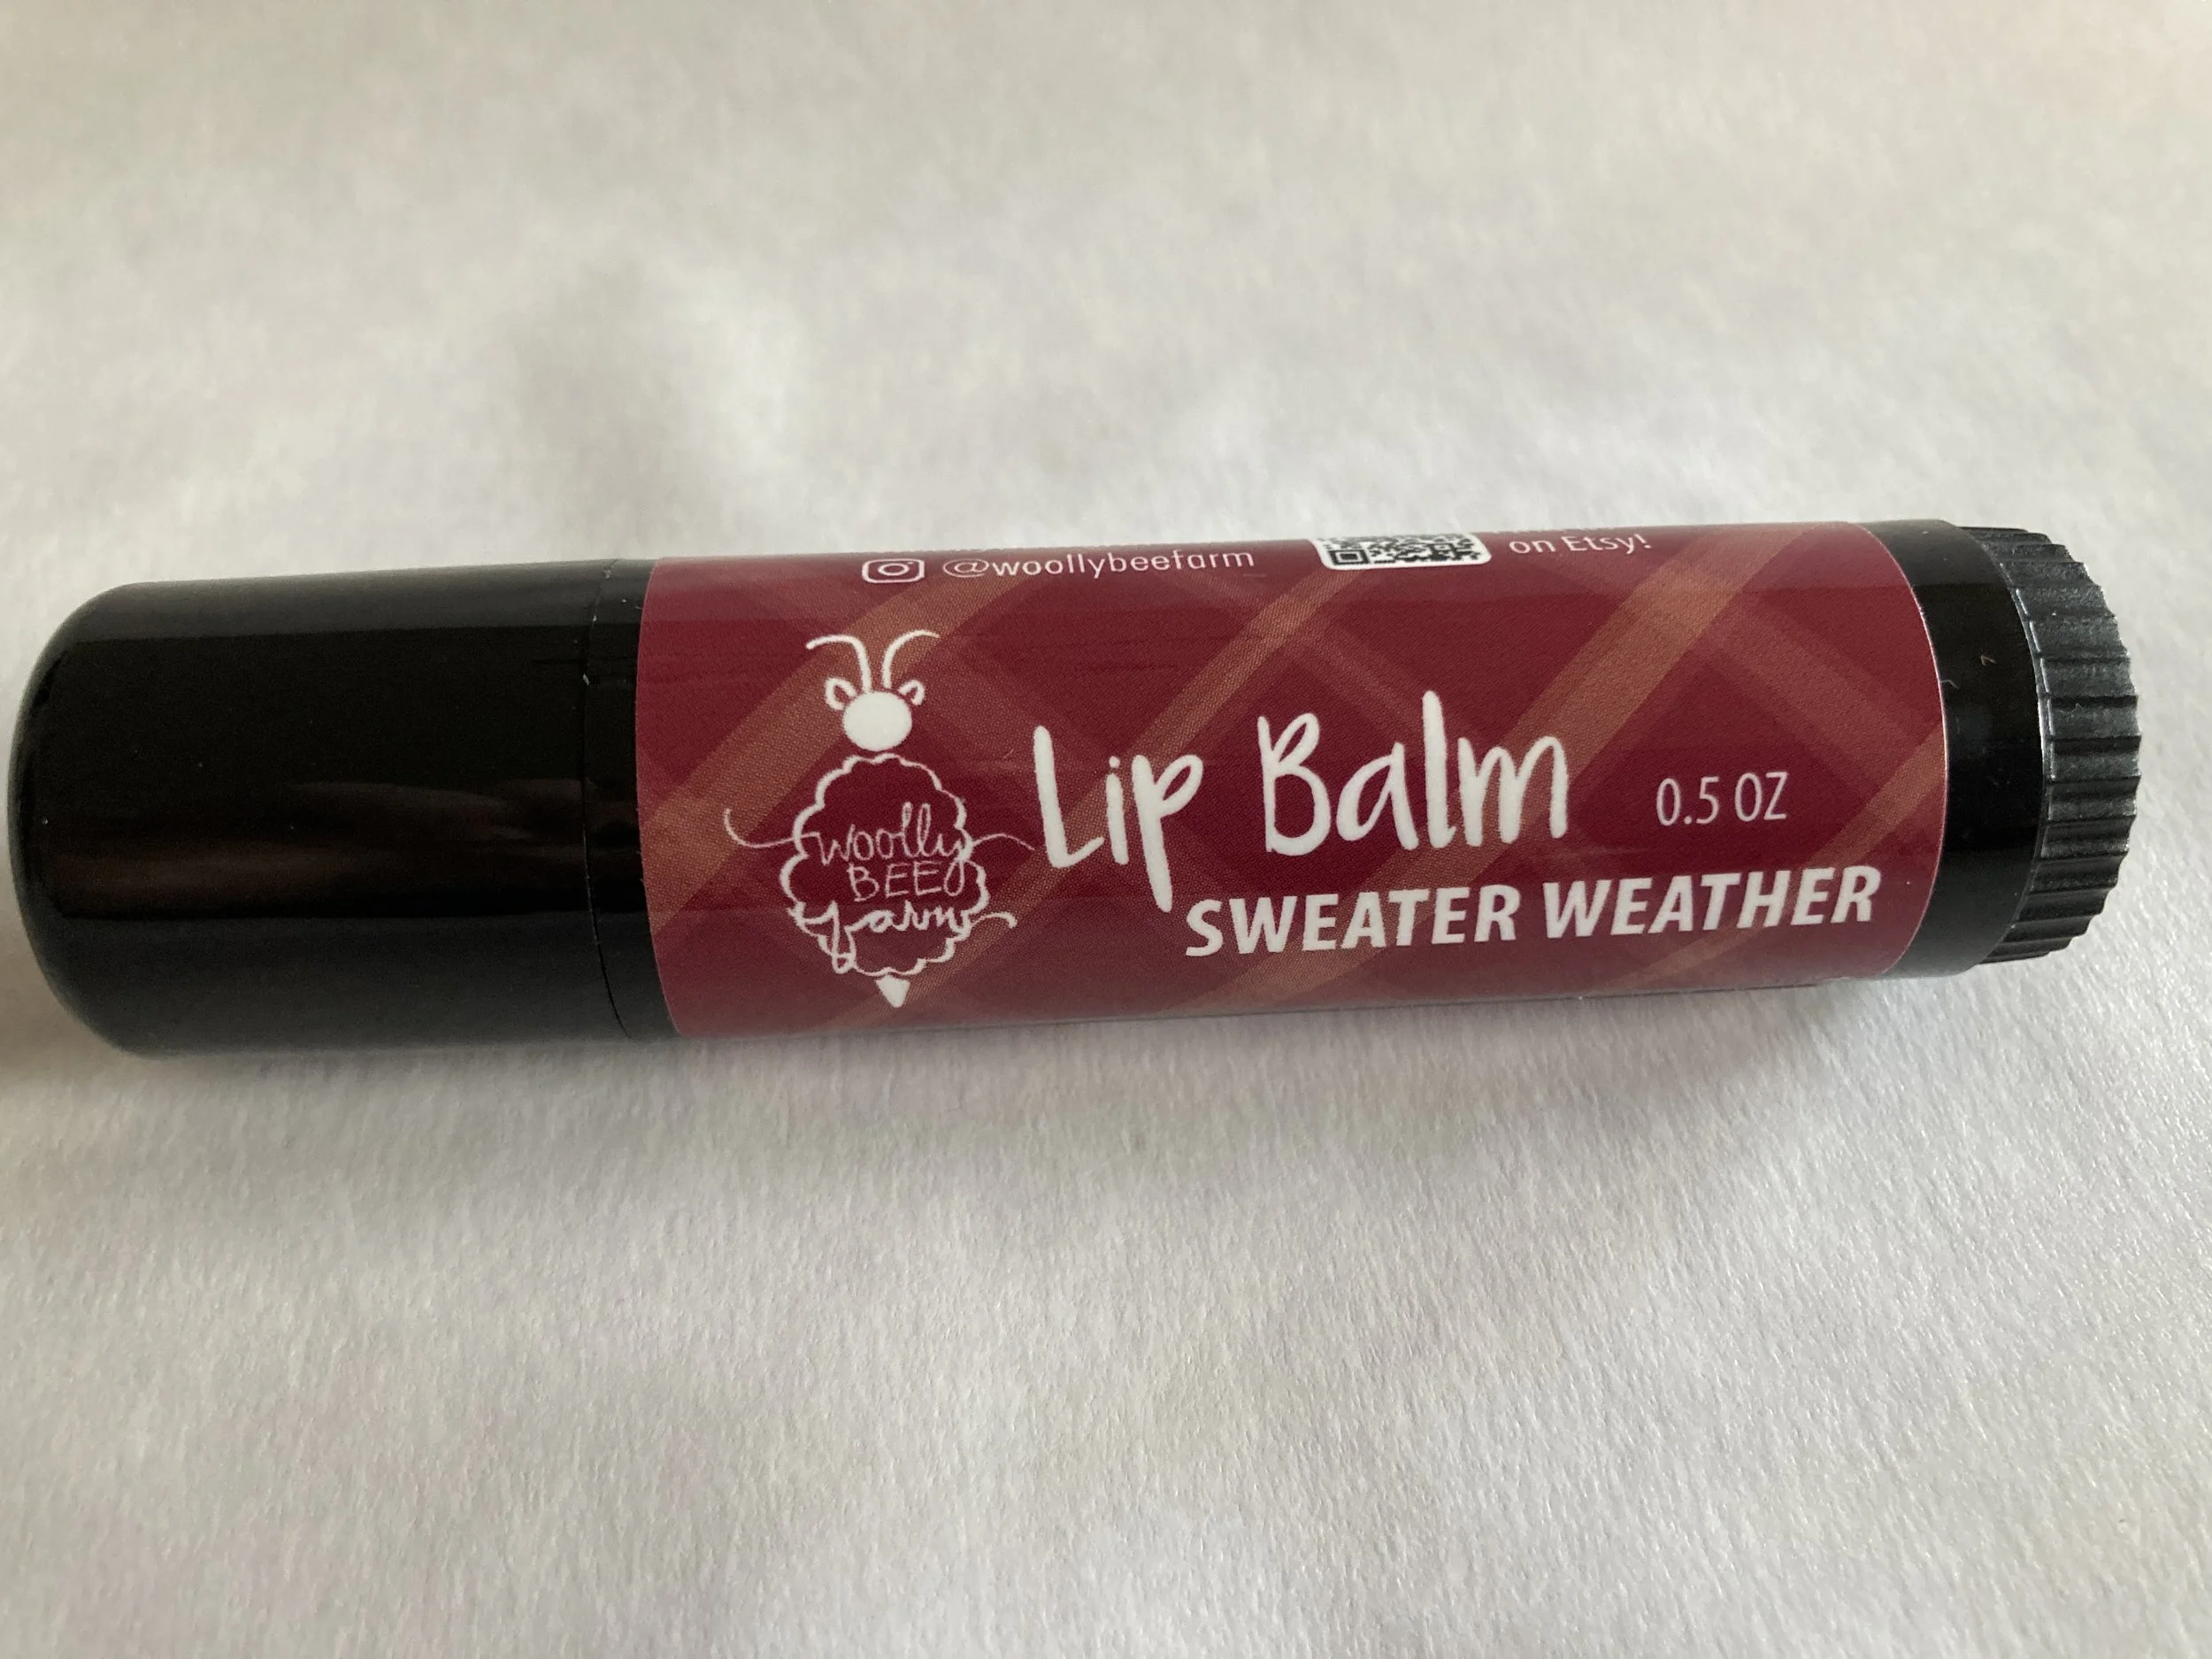 @woollybeefarm
on Etsy!
woolly
BEE
farm
Lip Balm
0.5 OZ
SWEATER WEATHER